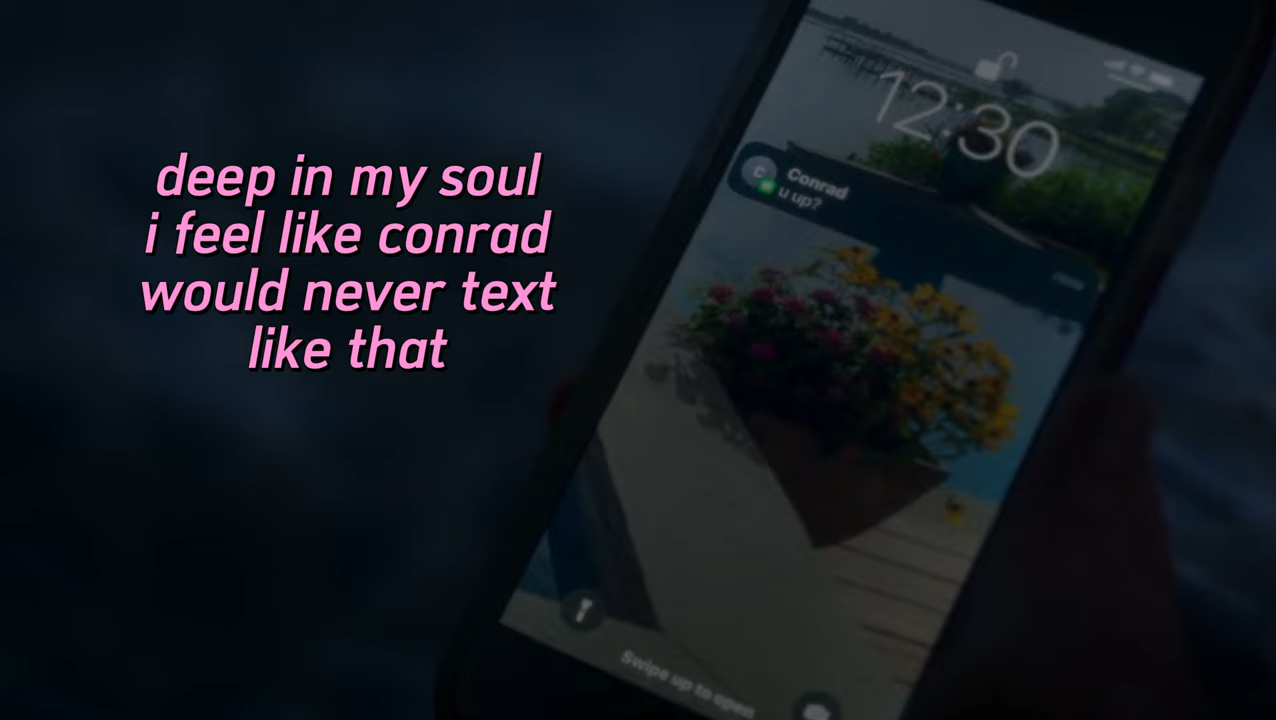 deep in my soul
i feel like conrad
would never text
like that
12:30
Conrad
C
u up?
now
Swipe up to open